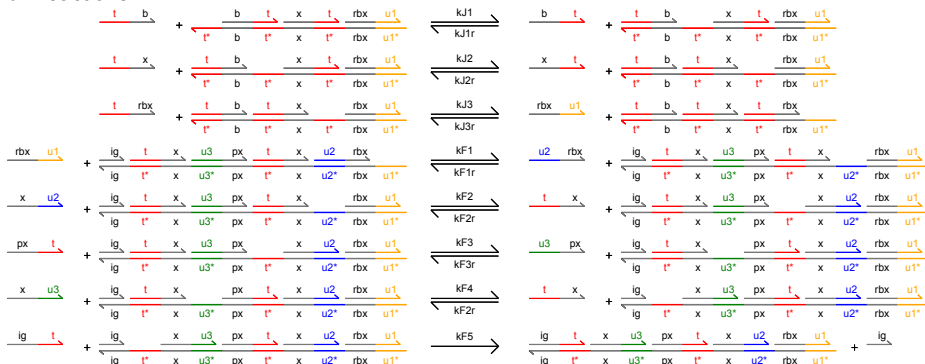 t b b t x t rbx u1 kJ1 b t t b x t rbx u1
+ +
t* b t* x t* rbx u1* kJ1r t* b t* x t* rbx u1*
t x t b x t rbx u1 kJ2 x t t b t x rbx u1
+ +
t* b t* x t* rbx u1* kJ2r t* b t* x t* rbx u1*
t rbx t b t x rbx u1 kJ3 rbx u1 t b t x t rbx
+ +
t* b t* x t* rbx u1* kJ3r t* b t* x t* rbx u1*
rbx u1 ig t x u3 px t x u2 rbx kF1 u2 rbx ig t x u3 px t x rbx u1
+ +
ig t* x u3* px t* x u2* rbx u1* kF1r ig t* x u3* px t* x u2* rbx u1*
x u2 ig t x u3 px t x rbx u1 kF2 t x ig t x u3 px x u2 rbx u1
+ +
ig t* x u3* px t* x u2* rbx u1* kF2r ig t* x u3* px t* x u2* rbx u1*
px t ig t x u3 px x u2 rbx u1 kF3 u3 px ig t x px t x u2 rbx u1
+ +
ig t* x u3* px t* x u2* rbx u1* kF3r ig t* x u3* px t* x u2* rbx u1*
x u3 ig t x px t x u2 rbx u1 kF4 t x ig x u3 px t x u2 rbx u1
+ +
ig t* x u3* px t* x u2* rbx u1* kF2r ig t* x u3* px t* x u2* rbx u1*
ig t ig x u3 px t x u2 rbx u1 kF5 ig t x u3 px t x u2 rbx u1 ig
+ +
ig t* x u3* px t* x u2* rbx u1* ig t* x u3* px t* x u2* rbx u1*